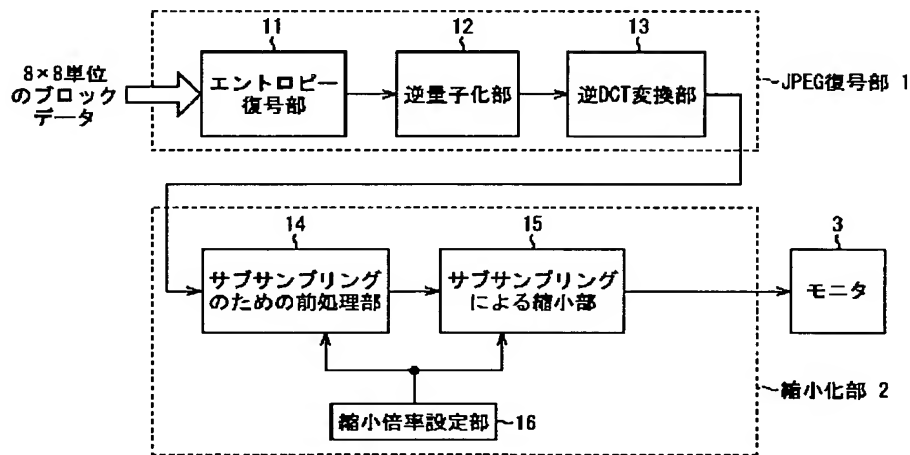 11
12
13
8×8単位
のブロック
データ
エントロピー
復号部
逆量子化部
逆DCT変換部
JPEG復号部 1
14
15
3
サブサンプリング
のための前処理部
サブサンプリング
による縮小部
モニタ
縮小倍率設定部
16
縮小化部 2